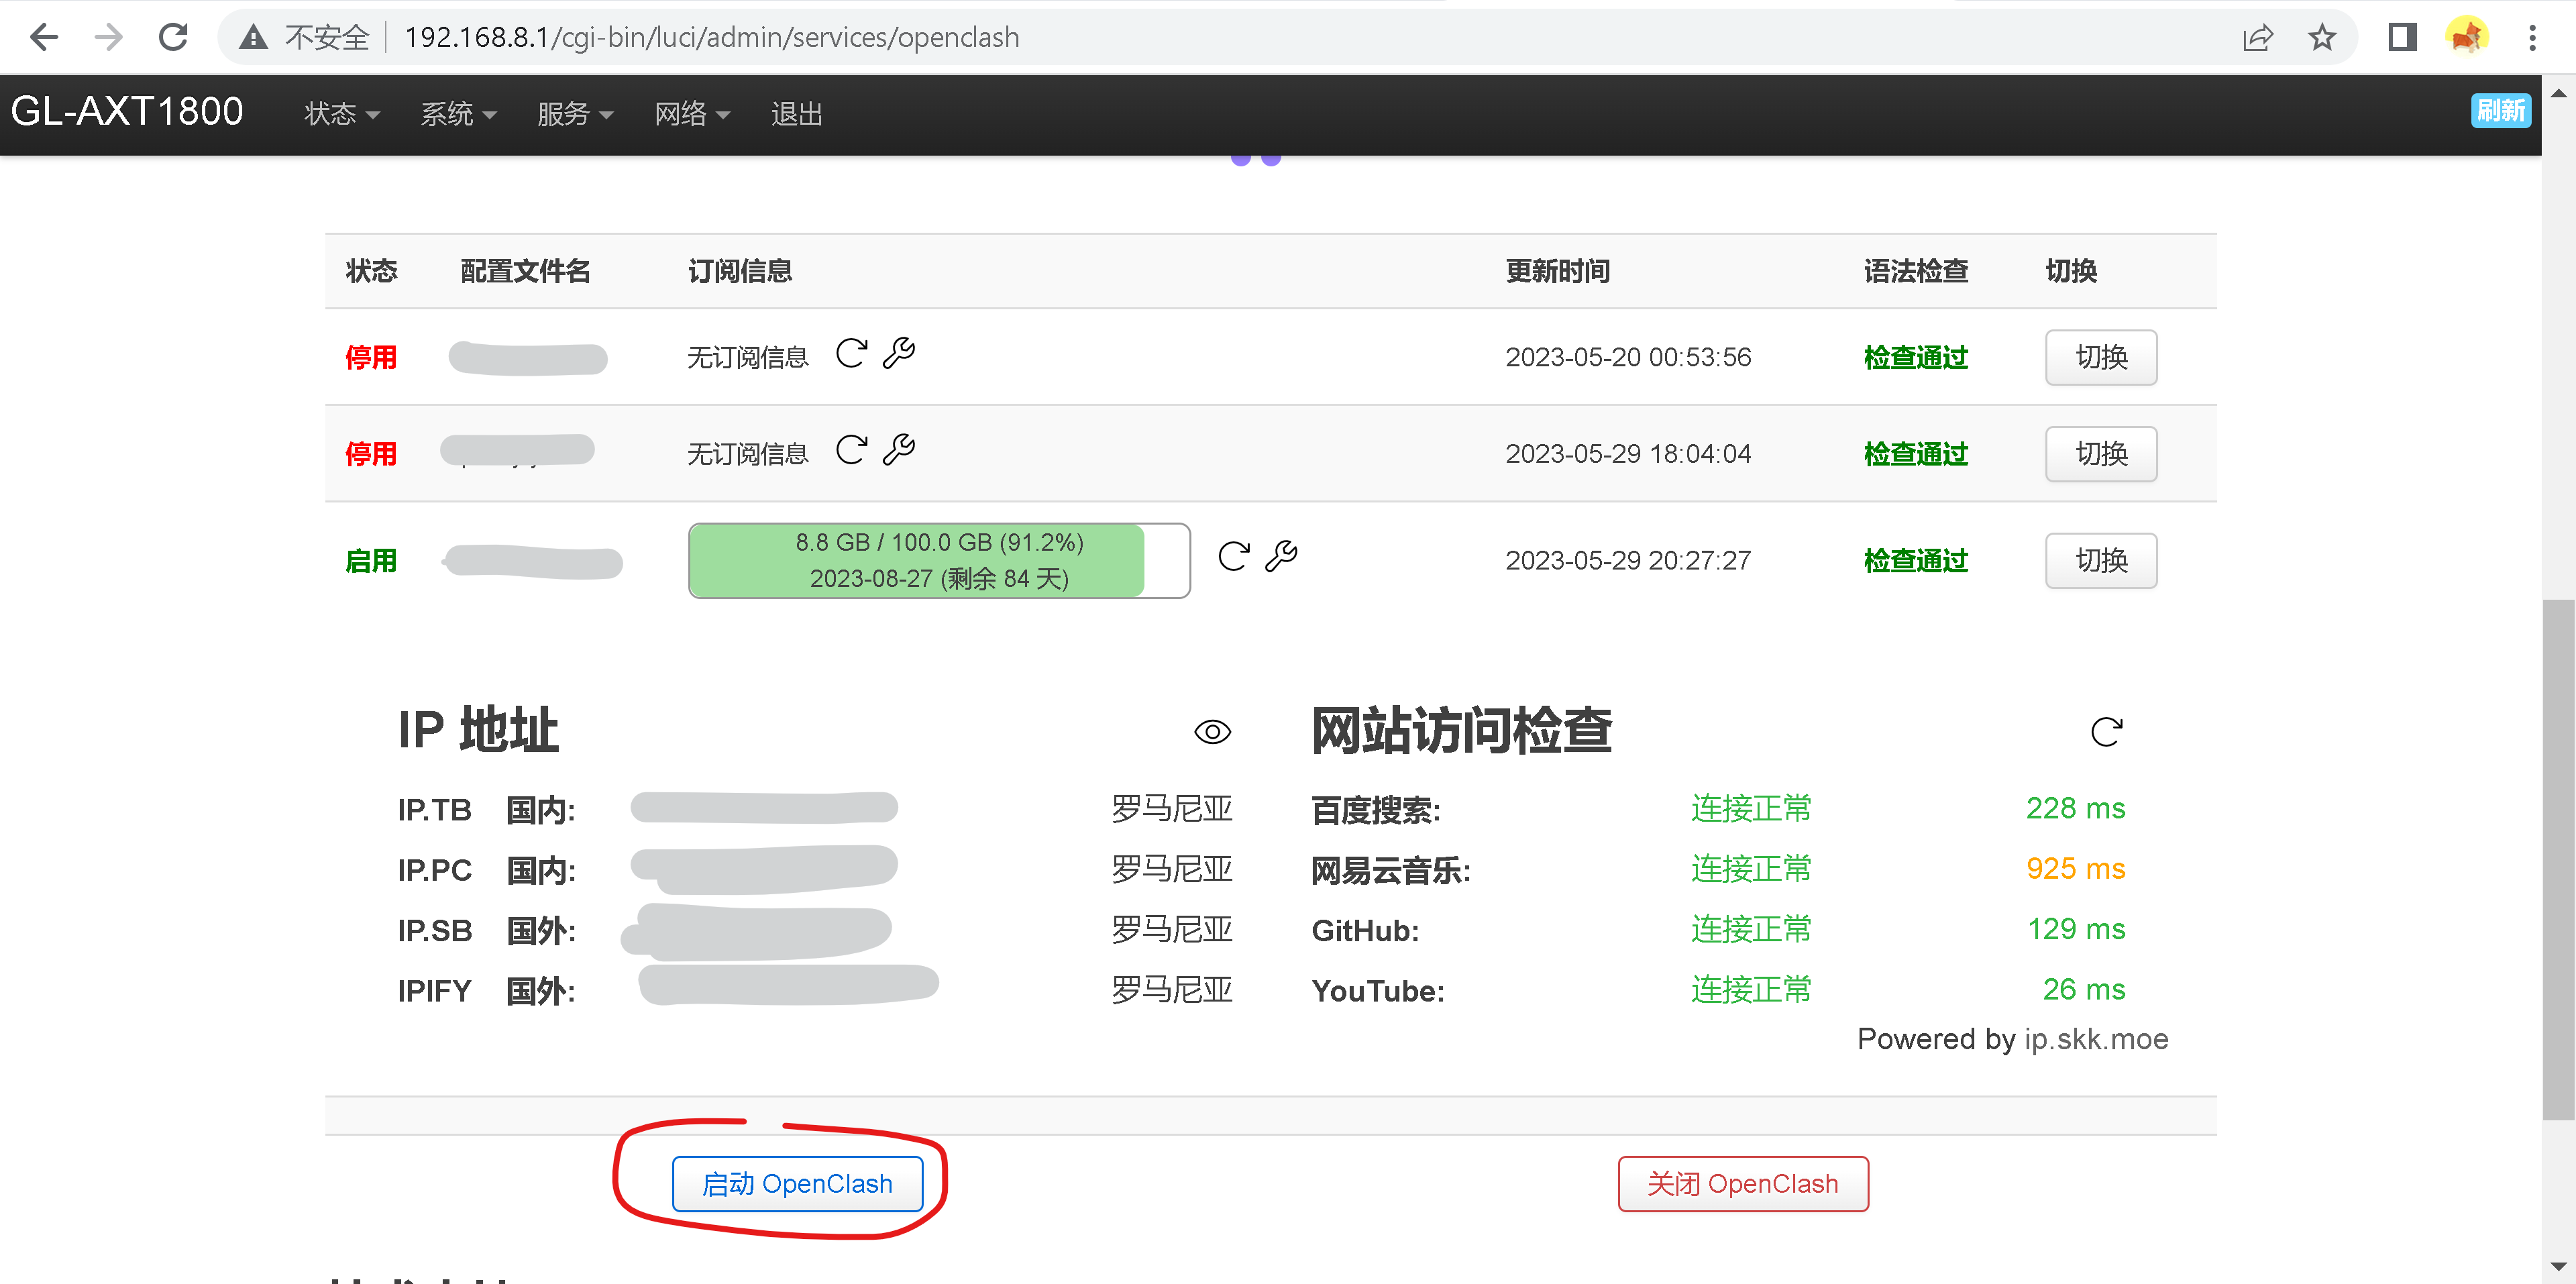 不安全 192.168.8.1/cgi-bin/luci/admin/services/openclash
GL-AXT1800 状态 系统 服务 网络 退出 刷新
状态 配置文件名 订阅信息 更新时间 语法检查 切换
停用 无订阅信息 2023-05-20 00:53:56 检查通过 切换
停用 无订阅信息 2023-05-29 18:04:04 检查通过 切换
8.8 GB / 100.0 GB (91.2%)
启用 2023-05-29 20:27:27 检查通过 切换
2023-08-27 (剩余 84 天)
IP 地址 网站访问检查
IP.TB 国内: 罗马尼亚 百度搜索: 连接正常 228 ms
IP.PC 国内: 罗马尼亚 网易云音乐: 连接正常 925 ms
IP.SB 国外: 罗马尼亚 GitHub: 连接正常 129 ms
IPIFY 国外: 罗马尼亚 YouTube: 连接正常 26 ms
Powered by ip.skk.moe
启动 OpenClash 关闭 OpenClash